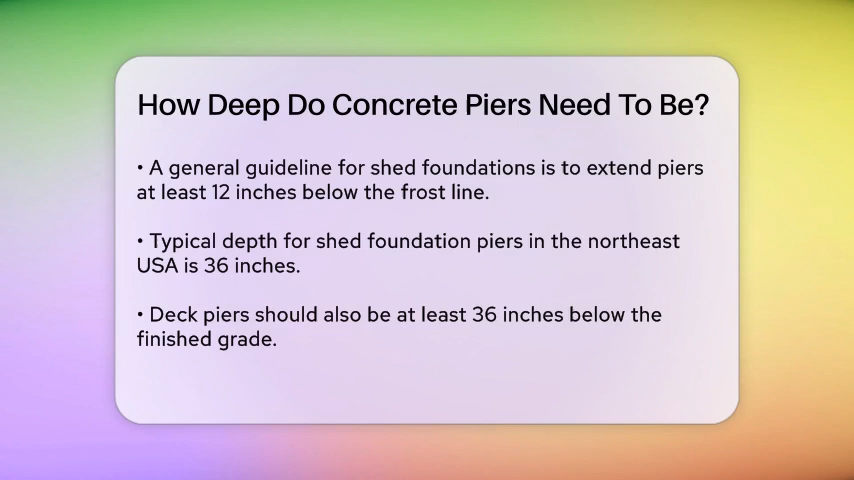 How Deep Do Concrete Piers Need To Be?
• A general guideline for shed foundations is to extend piers
at least 12 inches below the frost line.
• Typical depth for shed foundation piers in the northeast
USA is 36 inches.
• Deck piers should also be at least 36 inches below the
finished grade.